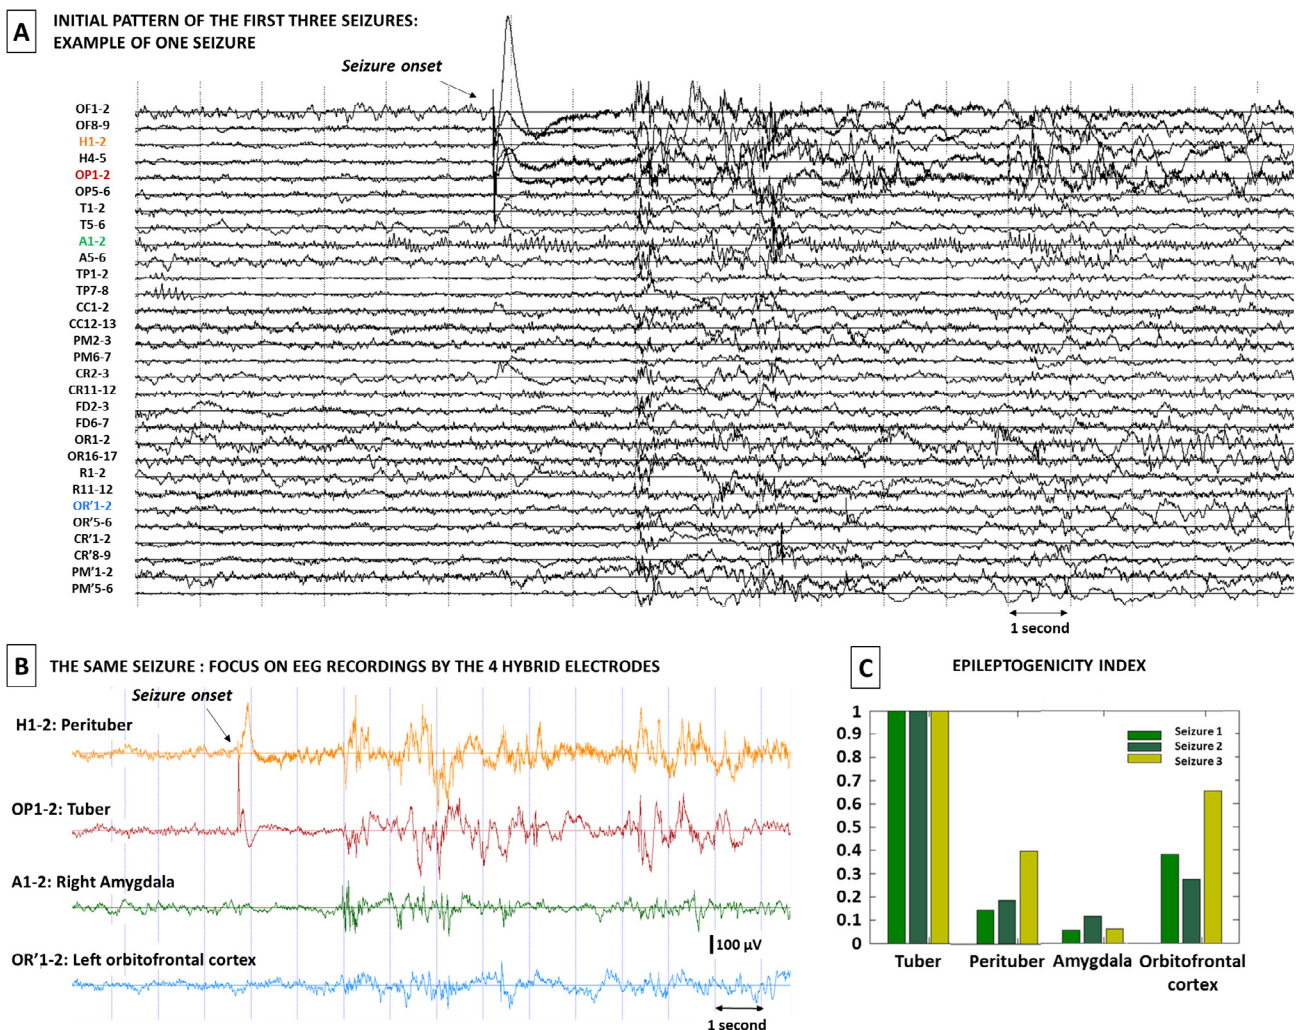 A
INITIAL PATTERN OF THE FIRST THREE SEIZURES:
EXAMPLE OF ONE SEIZURE
Seizure onset
OF1-2
OF8-9
H1-2
H4-5
OP1-2
OP5-6
T1-2
T5-6
A1-2
A5-6
TP1-2
TP7-8
CC1-2
CC12-13
PM2-3
PM6-7
CR2-3
CR11-12
FD2-3
FD6-7
OR1-2
OR16-17
R1-2
R11-12
OR'1-2
OR'5-6
CR'1-2
CR'8-9
PM'1-2
PM'5-6
1 second
B
THE SAME SEIZURE : FOCUS ON EEG RECORDINGS BY THE 4 HYBRID ELECTRODES
Seizure onset
H1-2: Perituber
OP1-2: Tuber
A1-2: Right Amygdala
100 µV
OR'1-2: Left orbitofrontal cortex
1 second
C
EPILEPTOGENICITY INDEX
1
0.9
0.8
0.7
0.6
0.5
0.4
0.3
0.2
0.1
0
Seizure 1
Seizure 2
Seizure 3
Tuber
Perituber
Amygdala
Orbitofrontal
cortex